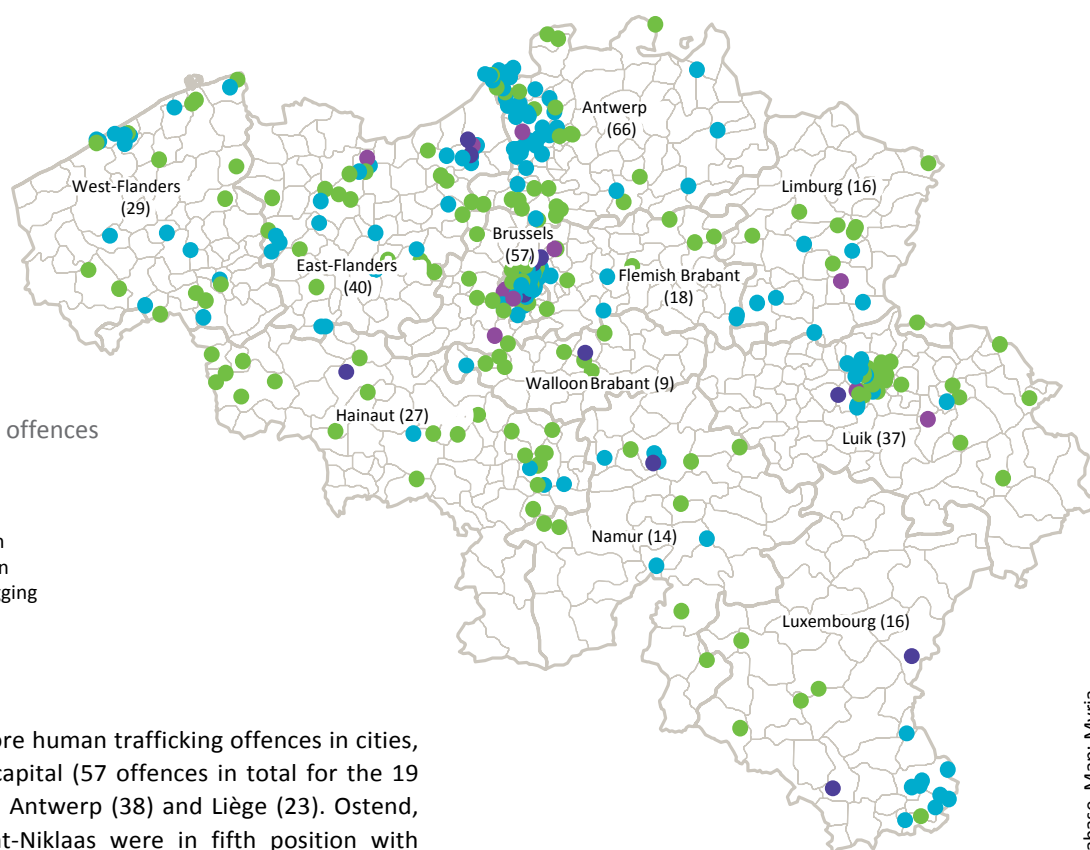 Antwerp
(66)
West-Flanders
(29)
Limburg (16)
Brussels
(57)
East-Flanders
(40)
Flemish Brabant
(18)
Walloon Brabant (9)
Hainaut (27)
Luik (37)
offences
Namur (14)
Luxembourg (16)
human trafficking offences in cities,
capital (57 offences in total for the 19
Antwerp (38) and Liège (23). Ostend,
were in fifth position with
Map: Myria